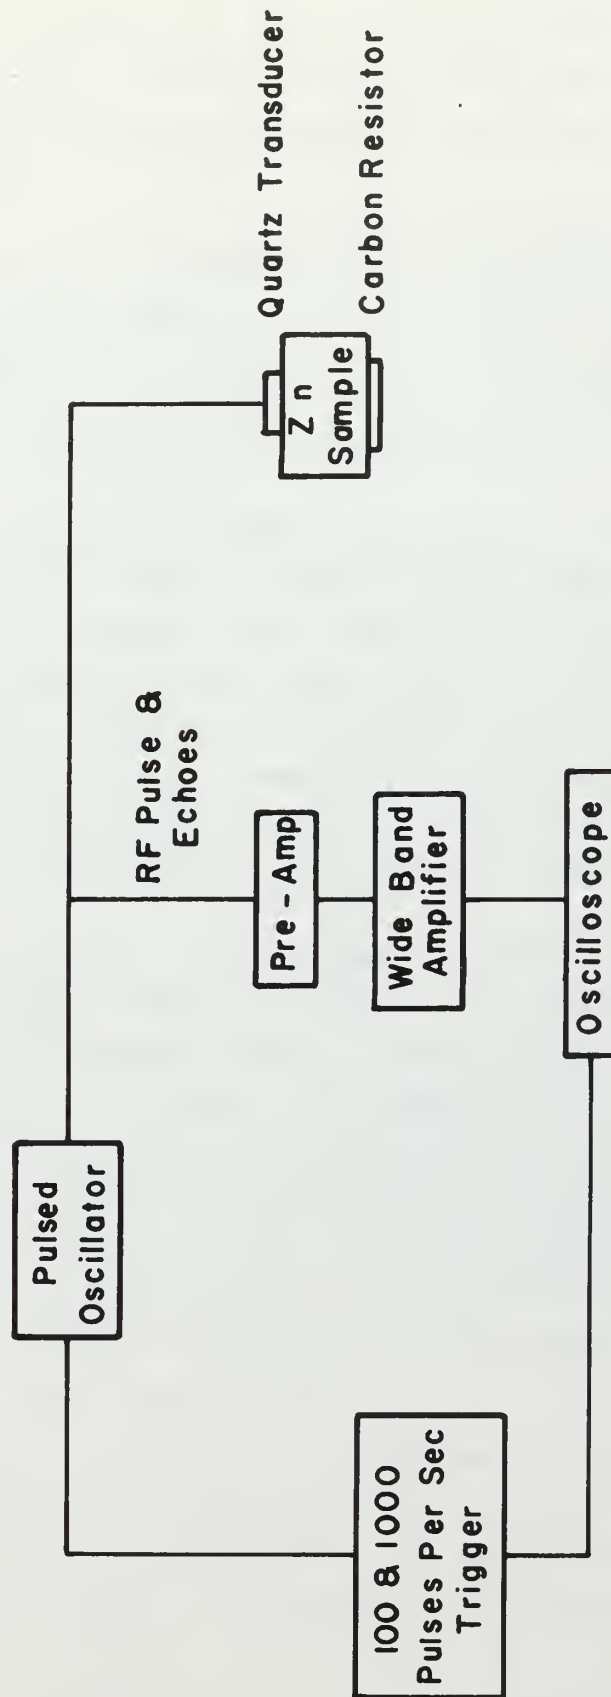 Pulsed
Oscillator
RF Pulse &
Echoes
Quartz Transducer
Zn
Sample
Carbon Resistor
Pre-Amp
Wide Band
Amplifier
100 & 1000
Pulses Per Sec
Trigger
Oscilloscope